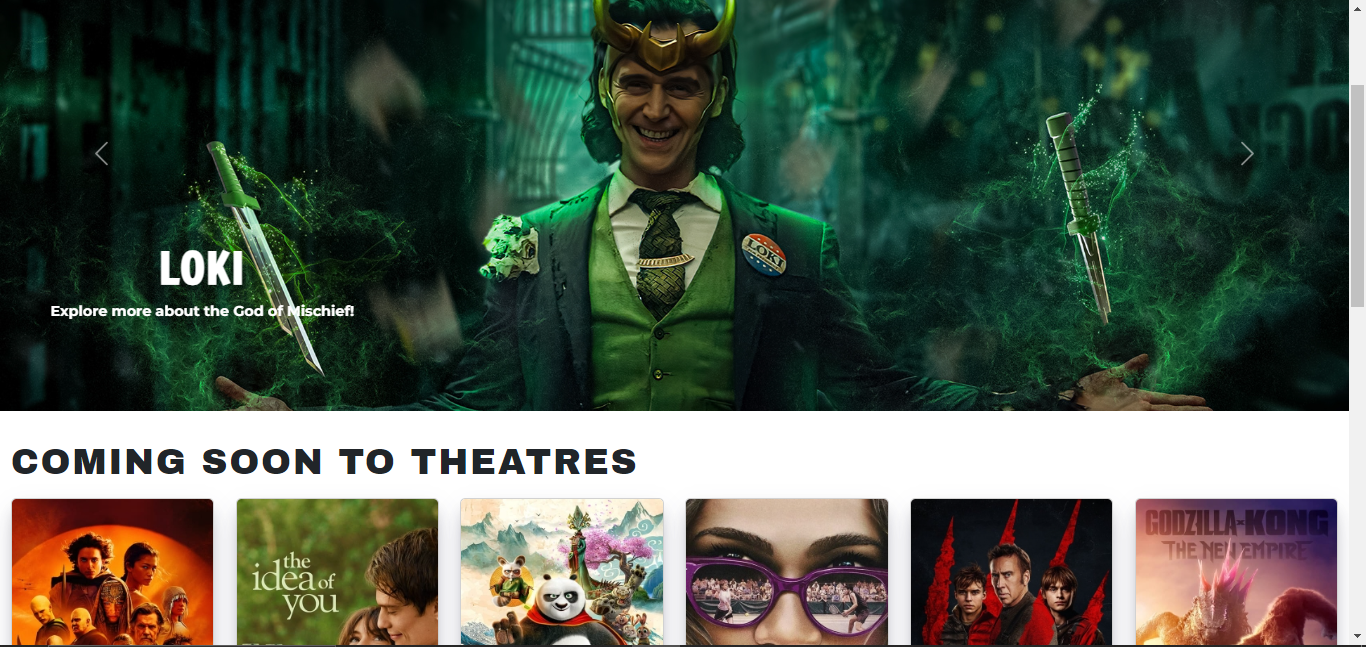 LOKI
LOKI
Explore more about the God of Mischief!
COMING SOON TO THEATRES
the
idea of
you
GODZILLA x KONG
THE NEW EMPIRE